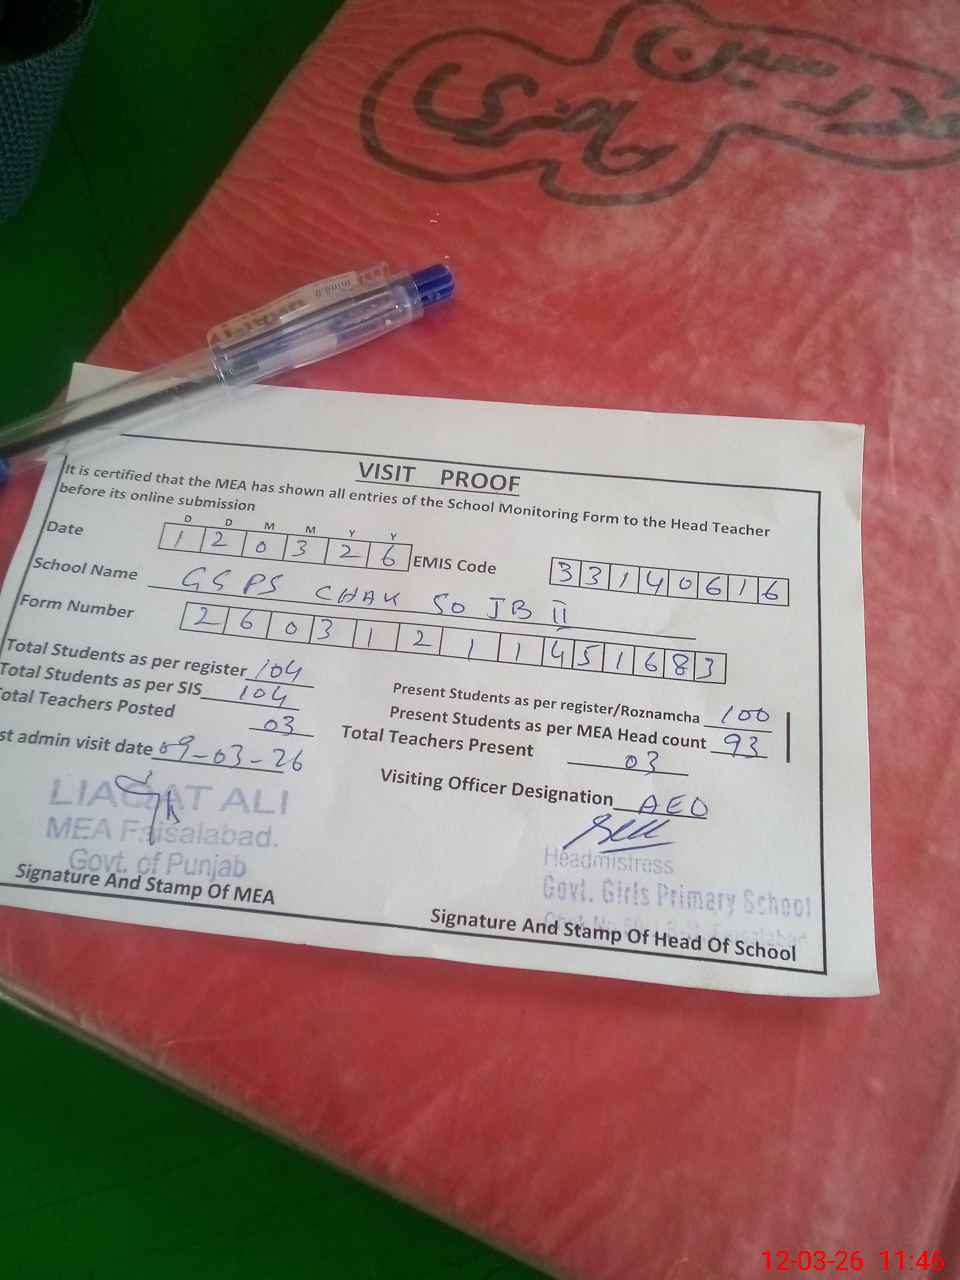 VISIT PROOF
It is certified that the MEA has shown all entries of the School Monitoring Form to the Head Teacher
before its online submission
D D M M Y Y
Date 1 2 0 3 2 6 EMIS Code 3 3 1 4 0 6 1 6
School Name GSPS CHAK 50 JB II
Form Number 2 6 0 3 1 2 1 1 4 5 1 6 8 3
Total Students as per register 104 Present Students as per register/Roznamcha 100
Total Students as per SIS 104 Present Students as per MEA Head count 93
otal Teachers Posted 03 Total Teachers Present 03
st admin visit date 09-03-26 Visiting Officer Designation AEO
LIAQAT ALI
MEA Faisalabad.
Govt. of Punjab
Signature And Stamp Of MEA
Headmistress
Govt. Girls Primary School
Signature And Stamp Of Head Of School
12-03-26 11:46